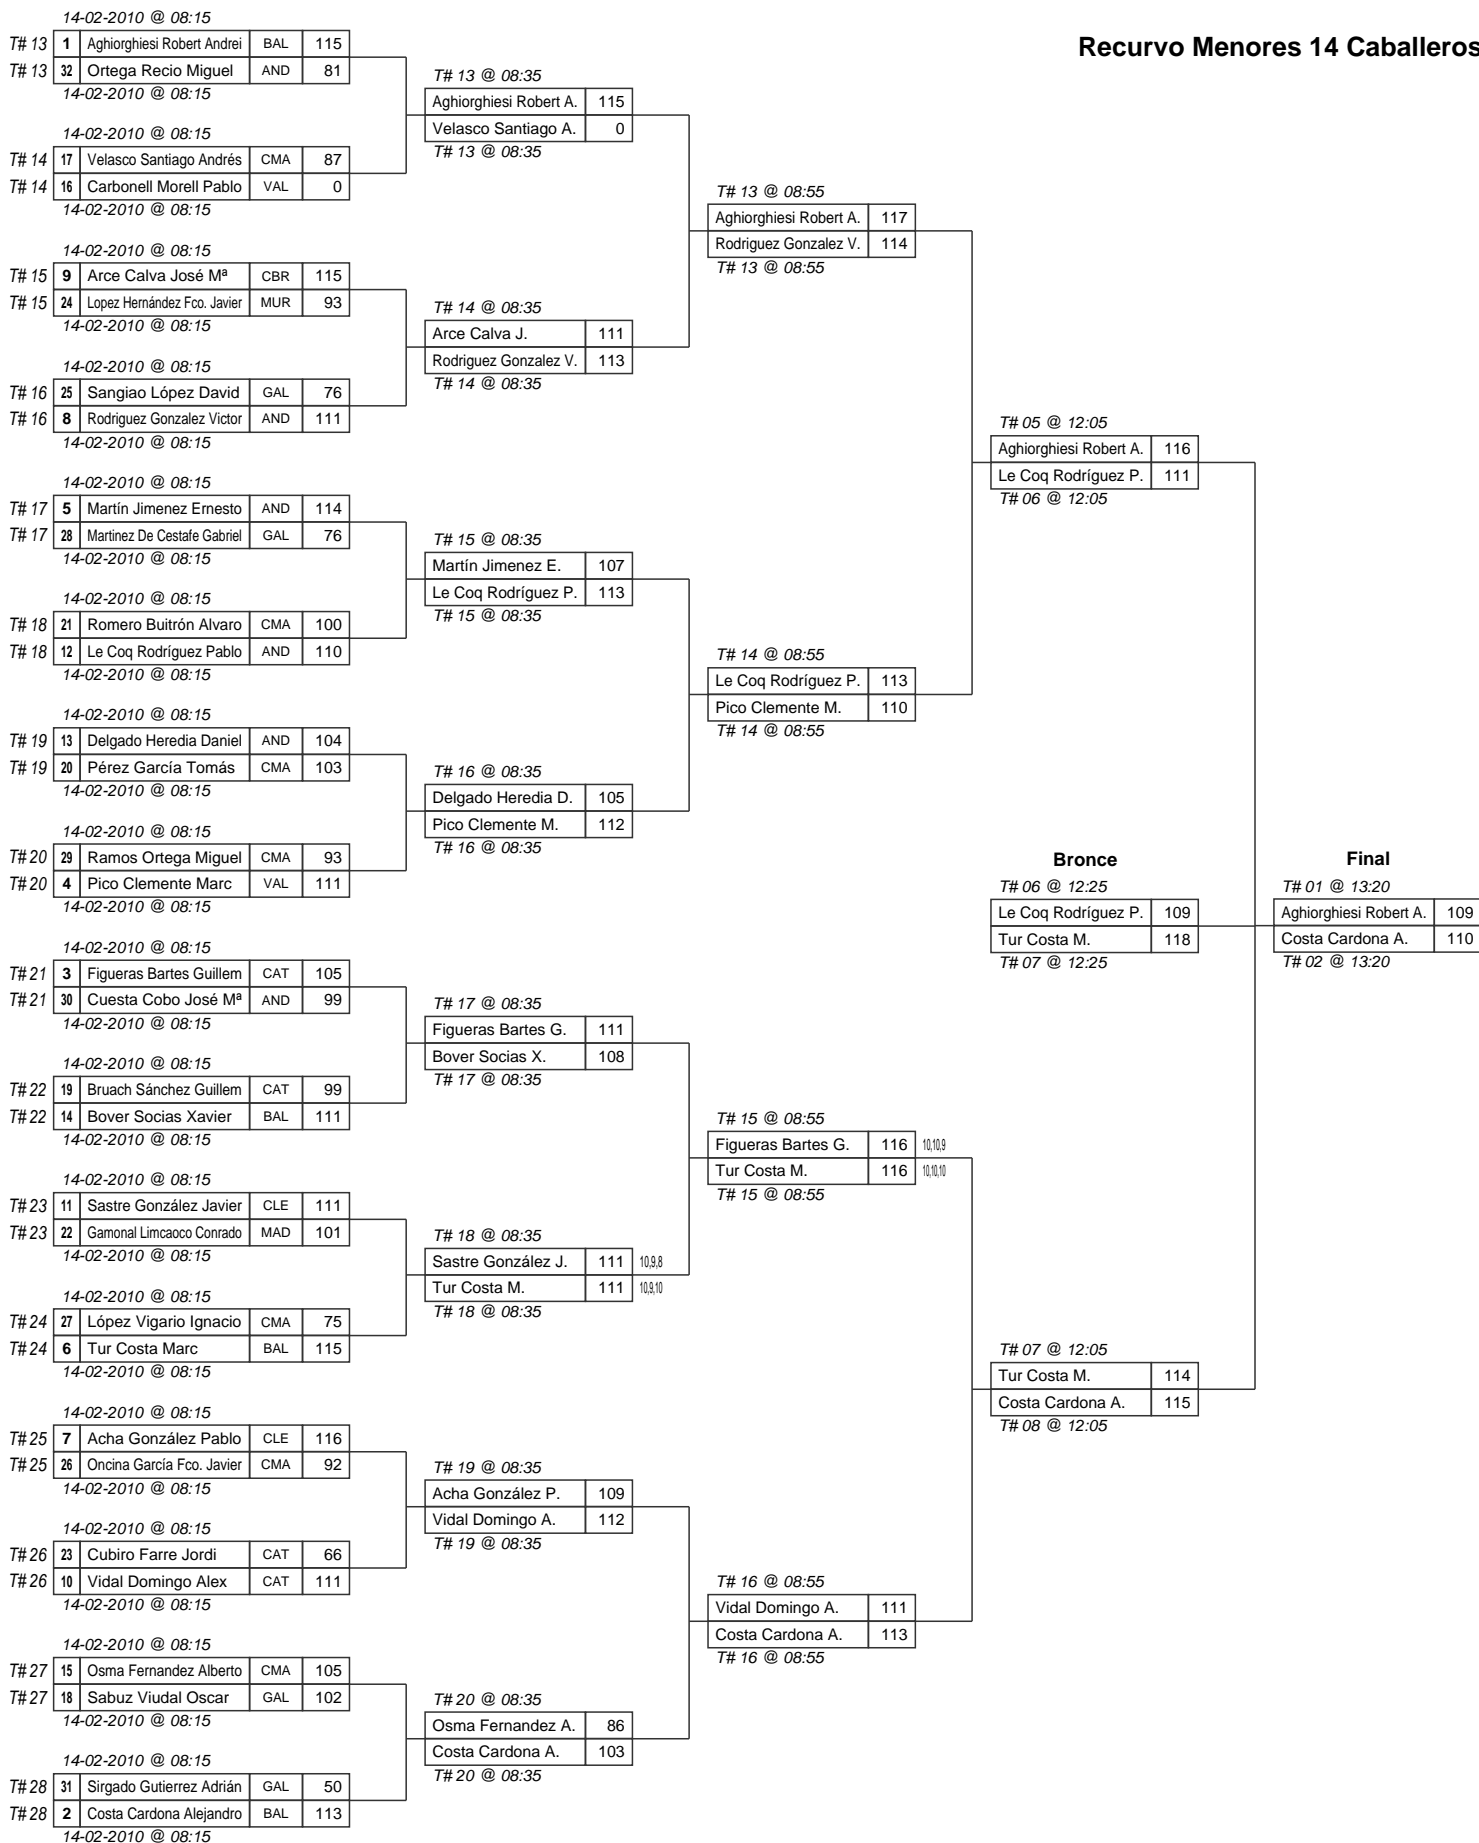 Recurvo Menores 14 Caballeros
14-02-2010 @ 08:15
T# 13 1 Aghiorghiesi Robert Andrei BAL 115
T# 13 32 Ortega Recio Miguel AND 81
14-02-2010 @ 08:15
14-02-2010 @ 08:15
T# 14 17 Velasco Santiago Andrés CMA 87
T# 14 16 Carbonell Morell Pablo VAL 0
14-02-2010 @ 08:15
14-02-2010 @ 08:15
T# 15 9 Arce Calva José Mª CBR 115
T# 15 24 Lopez Hernández Fco. Javier MUR 93
14-02-2010 @ 08:15
14-02-2010 @ 08:15
T# 16 25 Sangiao López David GAL 76
T# 16 8 Rodriguez Gonzalez Victor AND 111
14-02-2010 @ 08:15
14-02-2010 @ 08:15
T# 17 5 Martín Jimenez Ernesto AND 114
T# 17 28 Martinez De Cestafe Gabriel GAL 76
14-02-2010 @ 08:15
14-02-2010 @ 08:15
T# 18 21 Romero Buitrón Alvaro CMA 100
T# 18 12 Le Coq Rodríguez Pablo AND 110
14-02-2010 @ 08:15
14-02-2010 @ 08:15
T# 19 13 Delgado Heredia Daniel AND 104
T# 19 20 Pérez García Tomás CMA 103
14-02-2010 @ 08:15
14-02-2010 @ 08:15
T# 20 29 Ramos Ortega Miguel CMA 93
T# 20 4 Pico Clemente Marc VAL 111
14-02-2010 @ 08:15
14-02-2010 @ 08:15
T# 21 3 Figueras Bartes Guillem CAT 105
T# 21 30 Cuesta Cobo José Mª AND 99
14-02-2010 @ 08:15
14-02-2010 @ 08:15
T# 22 19 Bruach Sánchez Guillem CAT 99
T# 22 14 Bover Socias Xavier BAL 111
14-02-2010 @ 08:15
14-02-2010 @ 08:15
T# 23 11 Sastre González Javier CLE 111
T# 23 22 Gamonal Limcaoco Conrado MAD 101
14-02-2010 @ 08:15
14-02-2010 @ 08:15
T# 24 27 López Vigario Ignacio CMA 75
T# 24 6 Tur Costa Marc BAL 115
14-02-2010 @ 08:15
14-02-2010 @ 08:15
T# 25 7 Acha González Pablo CLE 116
T# 25 26 Oncina García Fco. Javier CMA 92
14-02-2010 @ 08:15
14-02-2010 @ 08:15
T# 26 23 Cubiro Farre Jordi CAT 66
T# 26 10 Vidal Domingo Alex CAT 111
14-02-2010 @ 08:15
14-02-2010 @ 08:15
T# 27 15 Osma Fernandez Alberto CMA 105
T# 27 18 Sabuz Viudal Oscar GAL 102
14-02-2010 @ 08:15
14-02-2010 @ 08:15
T# 28 31 Sirgado Gutierrez Adrián GAL 50
T# 28 2 Costa Cardona Alejandro BAL 113
14-02-2010 @ 08:15
T# 13 @ 08:35
Aghiorghiesi Robert A. 115
Velasco Santiago A. 0
T# 13 @ 08:35
T# 14 @ 08:35
Arce Calva J. 111
Rodriguez Gonzalez V. 113
T# 14 @ 08:35
T# 15 @ 08:35
Martín Jimenez E. 107
Le Coq Rodríguez P. 113
T# 15 @ 08:35
T# 16 @ 08:35
Delgado Heredia D. 105
Pico Clemente M. 112
T# 16 @ 08:35
T# 17 @ 08:35
Figueras Bartes G. 111
Bover Socias X. 108
T# 17 @ 08:35
T# 18 @ 08:35
Sastre González J. 111 10,9,8
Tur Costa M. 111 10,9,10
T# 18 @ 08:35
T# 19 @ 08:35
Acha González P. 109
Vidal Domingo A. 112
T# 19 @ 08:35
T# 20 @ 08:35
Osma Fernandez A. 86
Costa Cardona A. 103
T# 20 @ 08:35
T# 13 @ 08:55
Aghiorghiesi Robert A. 117
Rodriguez Gonzalez V. 114
T# 13 @ 08:55
T# 14 @ 08:55
Le Coq Rodríguez P. 113
Pico Clemente M. 110
T# 14 @ 08:55
T# 15 @ 08:55
Figueras Bartes G. 116 10,10,9
Tur Costa M. 116 10,10,10
T# 15 @ 08:55
T# 16 @ 08:55
Vidal Domingo A. 111
Costa Cardona A. 113
T# 16 @ 08:55
T# 05 @ 12:05
Aghiorghiesi Robert A. 116
Le Coq Rodríguez P. 111
T# 06 @ 12:05
T# 07 @ 12:05
Tur Costa M. 114
Costa Cardona A. 115
T# 08 @ 12:05
Bronce
T# 06 @ 12:25
Le Coq Rodríguez P. 109
Tur Costa M. 118
T# 07 @ 12:25
Final
T# 01 @ 13:20
Aghiorghiesi Robert A. 109
Costa Cardona A. 110
T# 02 @ 13:20